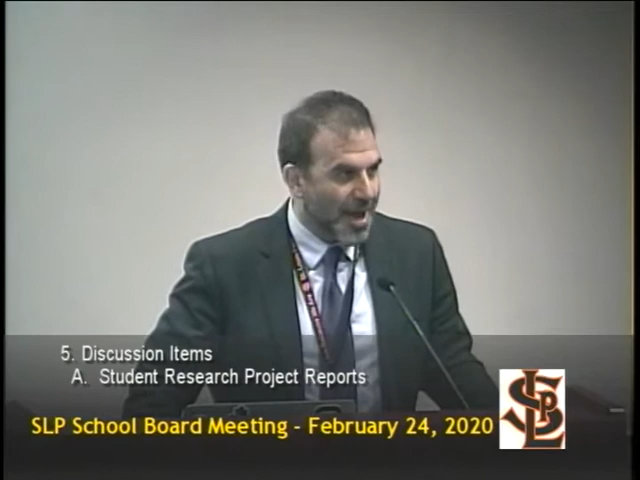 5. Discussion Items
A. Student Research Project Reports
SLP School Board Meeting - February 24, 2020
SLP